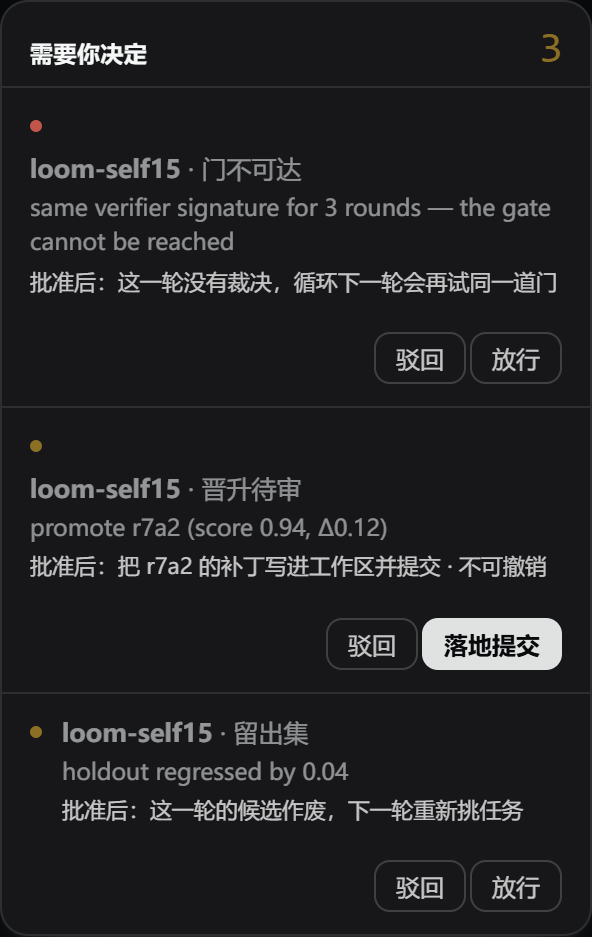 需要你决定
3
loom-self15 · 门不可达
same verifier signature for 3 rounds — the gate
cannot be reached
批准后：这一轮没有裁决，循环下一轮会再试同一道门
驳回
放行
loom-self15 · 晋升待审
promote r7a2 (score 0.94, Δ0.12)
批准后：把 r7a2 的补丁写进工作区并提交 · 不可撤销
驳回
落地提交
loom-self15 · 留出集
holdout regressed by 0.04
批准后：这一轮的候选作废，下一轮重新挑任务
驳回
放行